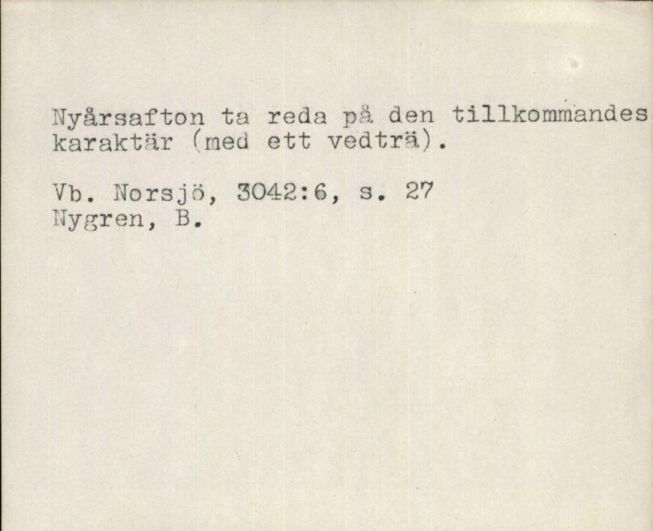 Nyårsafton ta reda på den tillkommandes
karaktär (med ett vedträ).
Vb. Norsjö, 3042:6, s. 27
Nygren, B.